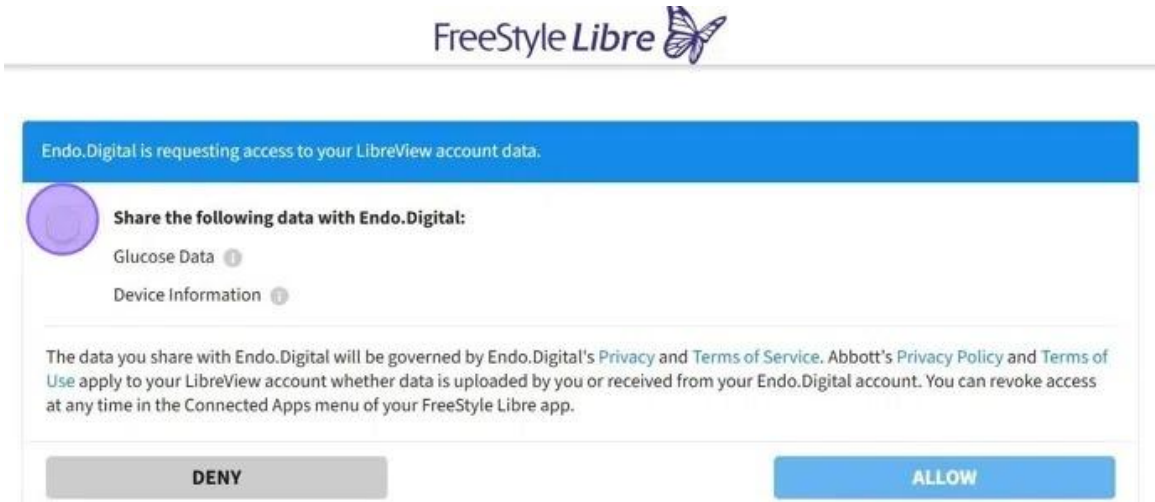 FreeStyle Libre
Endo.Digital is requesting access to your LibreView account data.
Share the following data with Endo.Digital:
Glucose Data
Device Information
The data you share with Endo.Digital will be governed by Endo.Digital's Privacy and Terms of Service. Abbott's Privacy Policy and Terms of
Use apply to your LibreView account whether data is uploaded by you or received from your Endo.Digital account. You can revoke access
at any time in the Connected Apps menu of your FreeStyle Libre app.
DENY
ALLOW